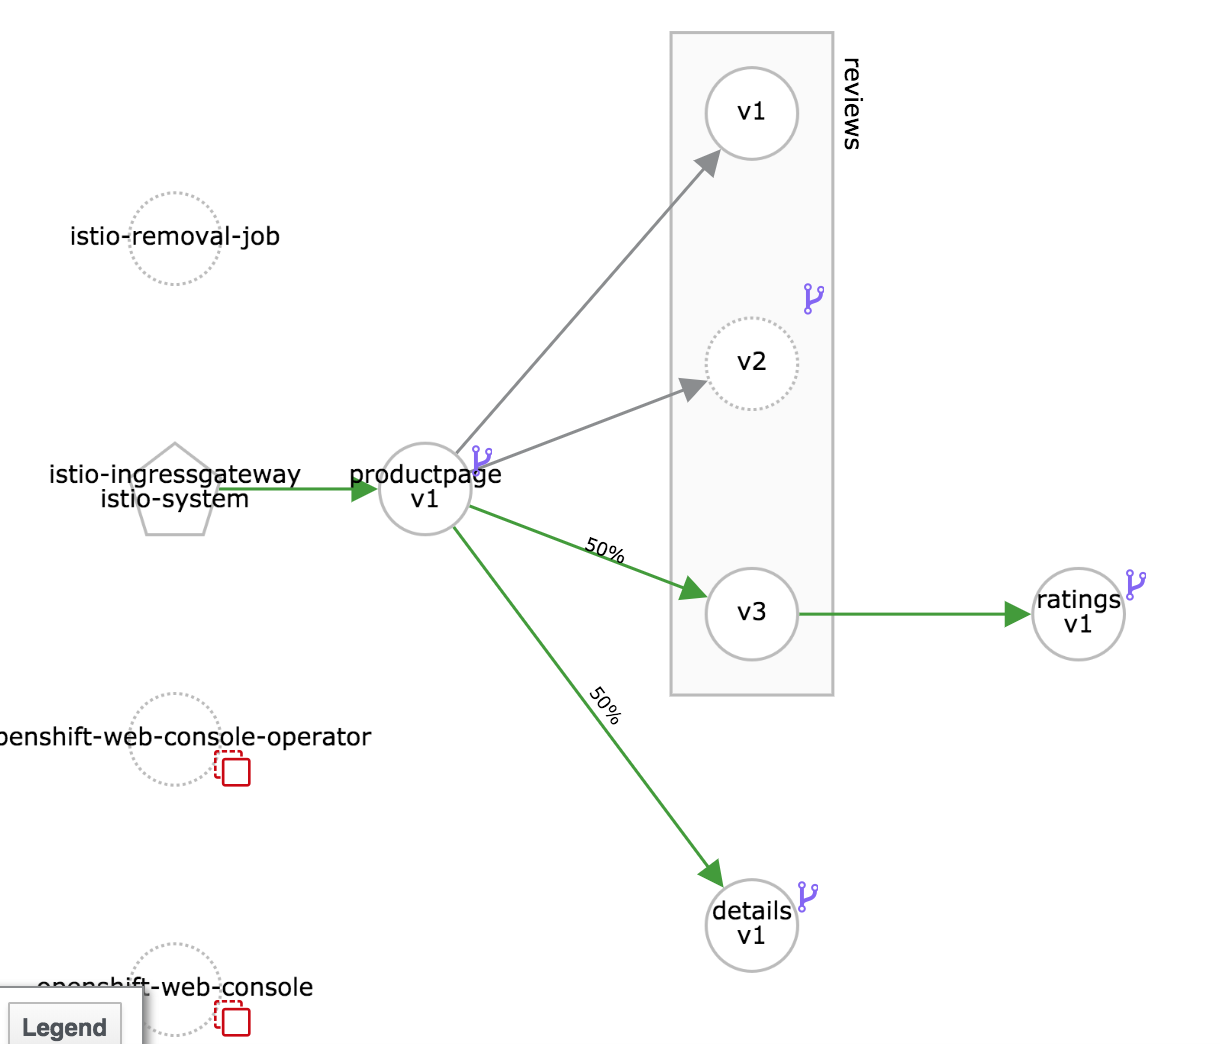 reviews
v1
istio-removal-job
v2
istio-ingressgateway
istio-system
productpage
v1
50%
v3
ratings
v1
50%
penshift-web-console-operator
details
v1
openshift-web-console
Legend